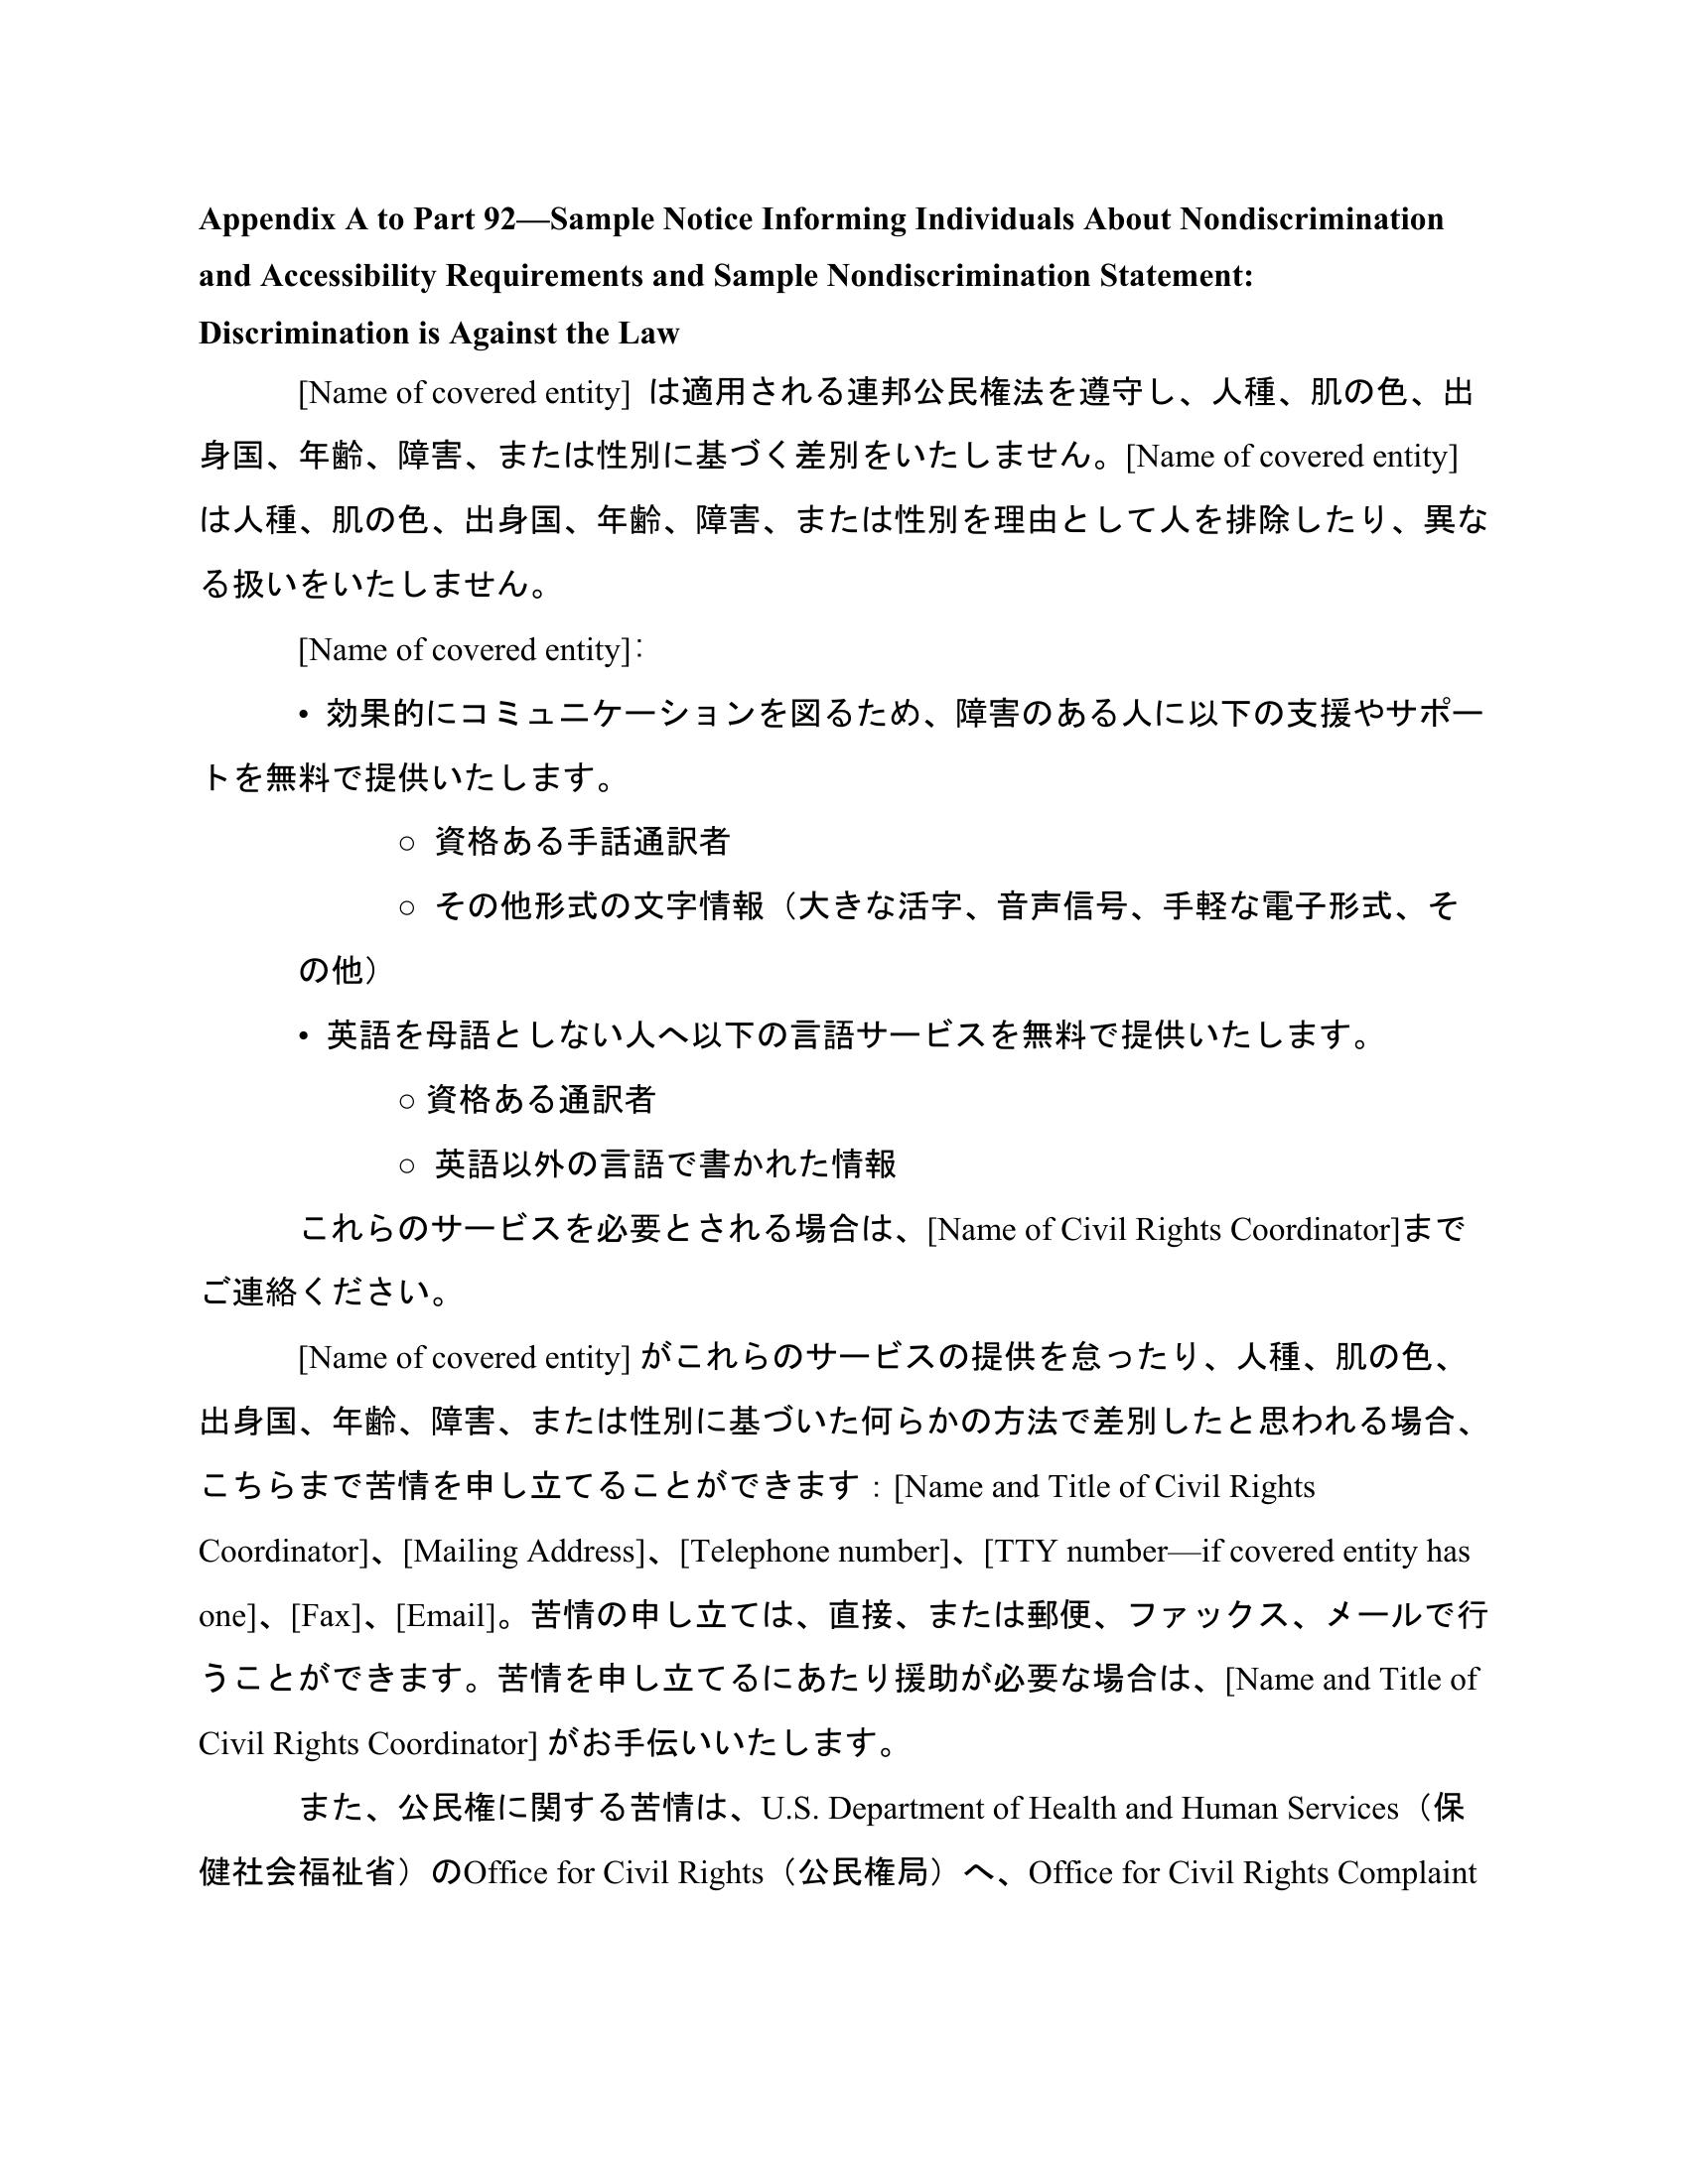 Appendix A to Part 92—Sample Notice Informing Individuals About Nondiscrimination
and Accessibility Requirements and Sample Nondiscrimination Statement:
Discrimination is Against the Law
[Name of covered entity] は適用される連邦公民権法を遵守し、人種、肌の色、出
身国、年齢、障害、または性別に基づく差別をいたしません。[Name of covered entity]
は人種、肌の色、出身国、年齢、障害、または性別を理由として人を排除したり、異な
る扱いをいたしません。
[Name of covered entity]:
• 効果的にコミュニケーションを図るため、障害のある人に以下の支援やサポー
トを無料で提供いたします。
○ 資格ある手話通訳者
○ その他形式の文字情報（大きな活字、音声信号、手軽な電子形式、そ
の他）
• 英語を母語としない人へ以下の言語サービスを無料で提供いたします。
○ 資格ある通訳者
○ 英語以外の言語で書かれた情報
これらのサービスを必要とされる場合は、[Name of Civil Rights Coordinator]まで
ご連絡ください。
[Name of covered entity] がこれらのサービスの提供を怠ったり、人種、肌の色、
出身国、年齢、障害、または性別に基づいた何らかの方法で差別したと思われる場合、
こちらまで苦情を申し立てることができます：[Name and Title of Civil Rights
Coordinator]、[Mailing Address]、[Telephone number]、[TTY number—if covered entity has
one]、[Fax]、[Email]。苦情の申し立ては、直接、または郵便、ファックス、メールで行
うことができます。苦情を申し立てるにあたり援助が必要な場合は、[Name and Title of
Civil Rights Coordinator] がお手伝いいたします。
また、公民権に関する苦情は、U.S. Department of Health and Human Services（保
健社会福祉省）のOffice for Civil Rights（公民権局）へ、Office for Civil Rights Complaint